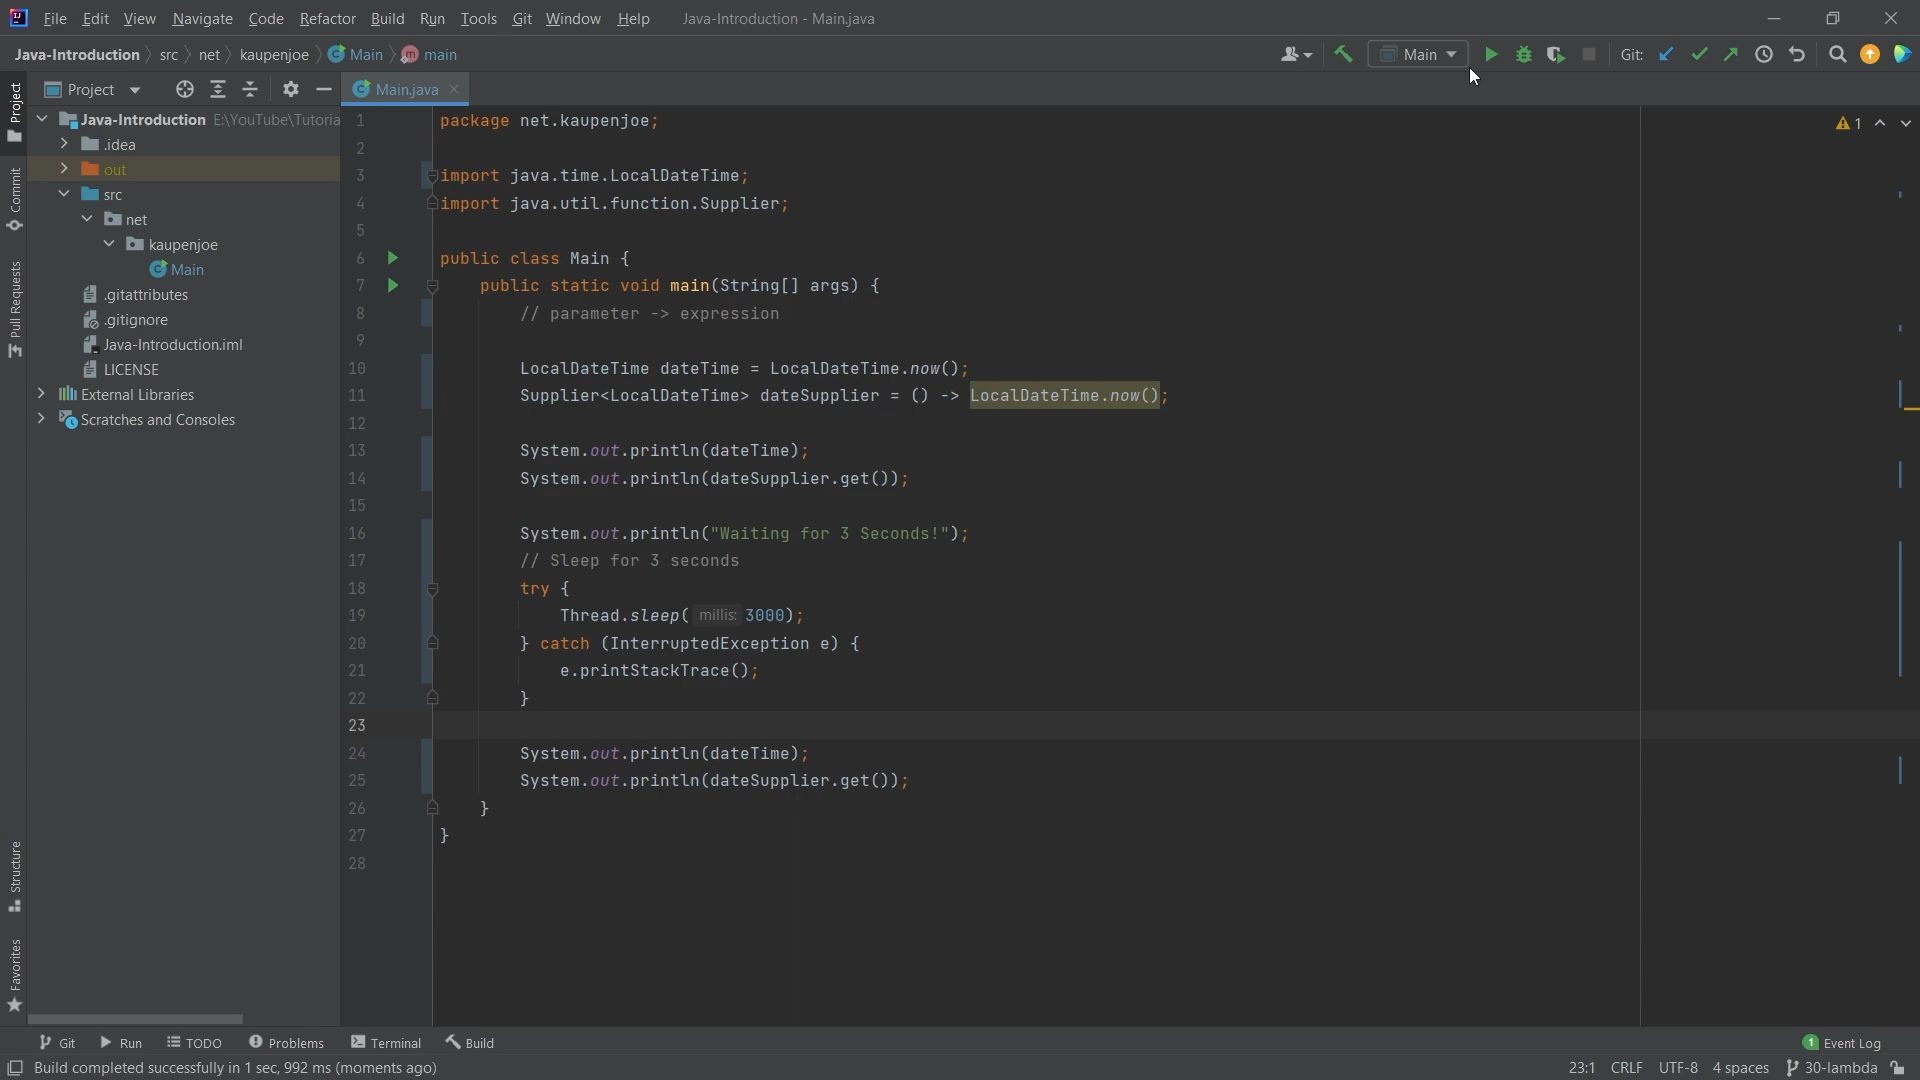 File Edit View Navigate Code Refactor Build Run Tools Git Window Help Java-Introduction - Main.java
Java-Introduction src net kaupenjoe Main main
Main
Git:
Project
Main.java
Project
Commit
Pull Requests
Structure
Favorites
Java-Introduction E:\YouTube\Tutoria
.idea
out
src
net
kaupenjoe
Main
.gitattributes
.gitignore
Java-Introduction.iml
LICENSE
External Libraries
Scratches and Consoles
1
1 package net.kaupenjoe;
2
3 import java.time.LocalDateTime;
4 import java.util.function.Supplier;
5
6 public class Main {
7 public static void main(String[] args) {
8 // parameter -> expression
9
10 LocalDateTime dateTime = LocalDateTime.now();
11 Supplier<LocalDateTime> dateSupplier = () -> LocalDateTime.now();
12
13 System.out.println(dateTime);
14 System.out.println(dateSupplier.get());
15
16 System.out.println("Waiting for 3 Seconds!");
17 // Sleep for 3 seconds
18 try {
19 Thread.sleep( millis: 3000);
20 } catch (InterruptedException e) {
21 e.printStackTrace();
22 }
23
24 System.out.println(dateTime);
25 System.out.println(dateSupplier.get());
26 }
27 }
28
Git Run TODO Problems Terminal Build 1 Event Log
Build completed successfully in 1 sec, 992 ms (moments ago) 23:1 CRLF UTF-8 4 spaces 30-lambda